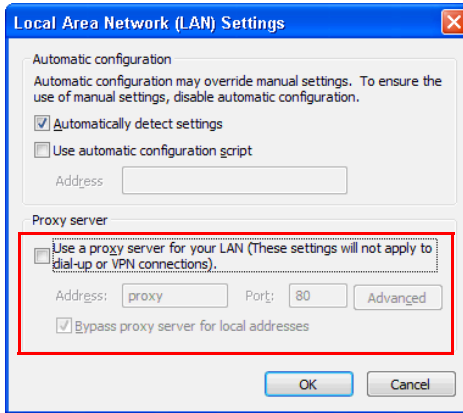 Local Area Network (LAN) Settings
Automatic configuration
Automatic configuration may override manual settings. To ensure the
use of manual settings, disable automatic configuration.
Automatically detect settings
Use automatic configuration script
Address
Proxy server
Use a proxy server for your LAN (These settings will not apply to
dial-up or VPN connections).
Address: proxy Port: 80 Advanced
Bypass proxy server for local addresses
OK Cancel